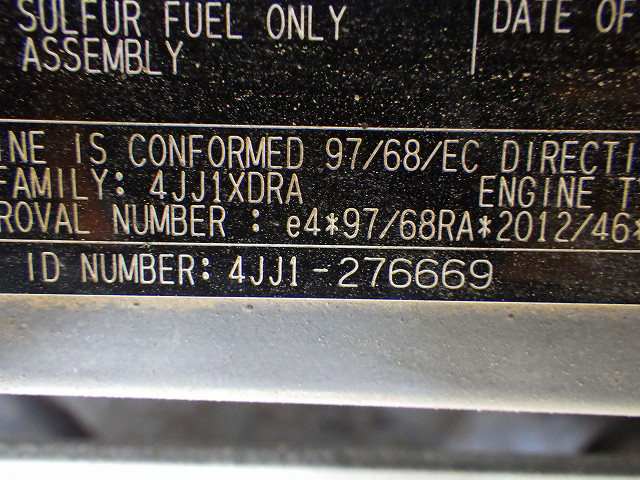 SULFUR FUEL ONLY
DATE OF
ASSEMBLY
INE IS CONFORMED 97/68/EC DIRECTI
FAMILY: 4JJ1XDRA
ENGINE T
ROVAL NUMBER : e4*97/68RA*2012/46*
ID NUMBER: 4JJ1-276669